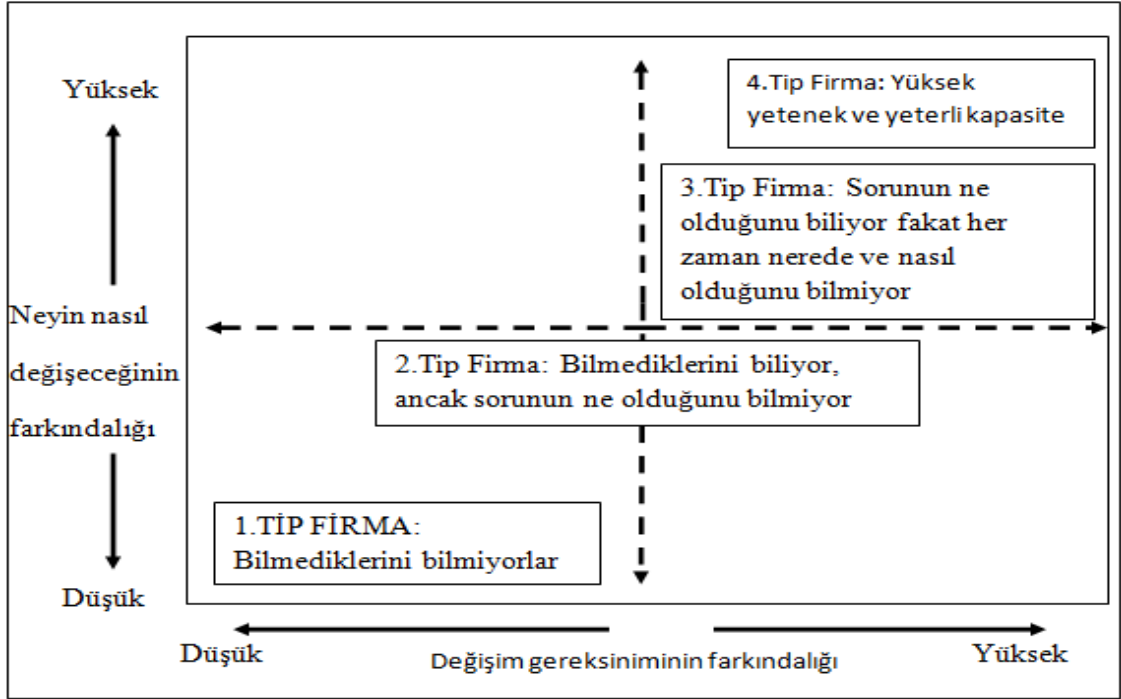 Yüksek
4.Tip Firma: Yüksek
yetenek ve yeterli kapasite
3.Tip Firma: Sorunun ne
olduğunu biliyor fakat her
zaman nerede ve nasıl
olduğunu bilmiyor
Neyin nasıl
değişeceğinin
farkındalığı
2.Tip Firma: Bilmediklerini biliyor,
ancak sorunun ne olduğunu bilmiyor
1.TİP FİRMA:
Bilmediklerini bilmiyorlar
Düşük
Düşük
Değişim gereksiniminin farkındalığı
Yüksek